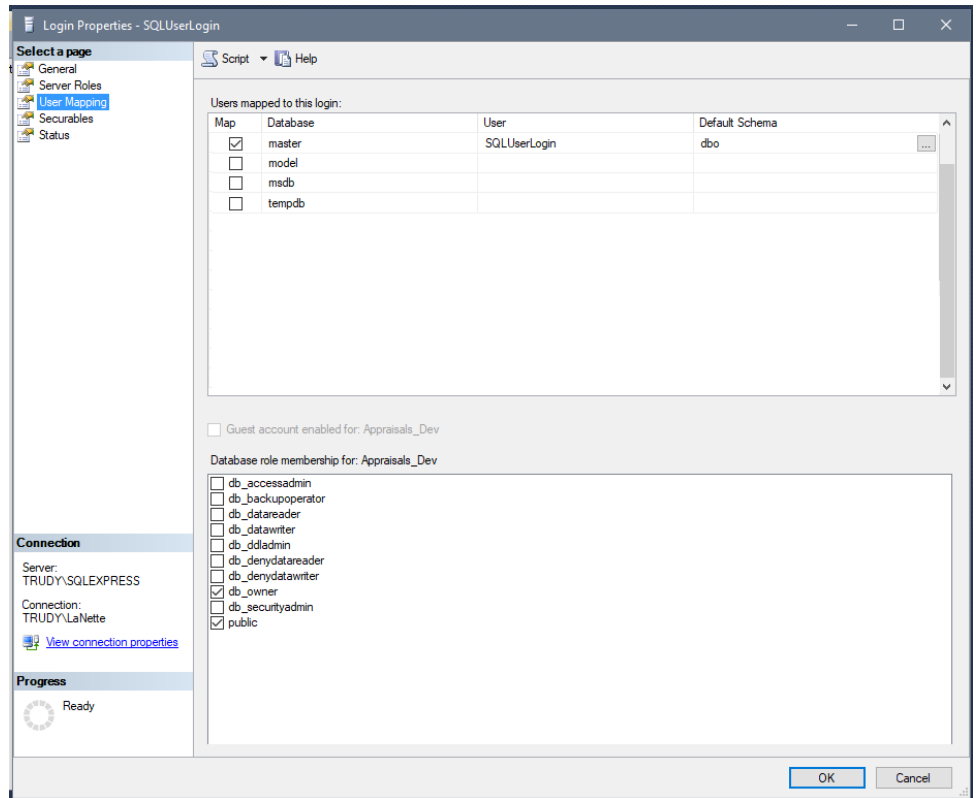 Login Properties - SQLUserLogin
Select a page
General
Server Roles
User Mapping
Securables
Status
Script Help
Users mapped to this login:
Map Database User Default Schema
master SQLUserLogin dbo ...
model
msdb
tempdb
Guest account enabled for: Appraisals_Dev
Database role membership for: Appraisals_Dev
db_accessadmin
db_backupoperator
db_datareader
db_datawriter
db_ddladmin
db_denydatareader
db_denydatawriter
db_owner
db_securityadmin
public
Connection
Server:
TRUDY\SQLEXPRESS
Connection:
TRUDY\LaNette
View connection properties
Progress
Ready
OK Cancel